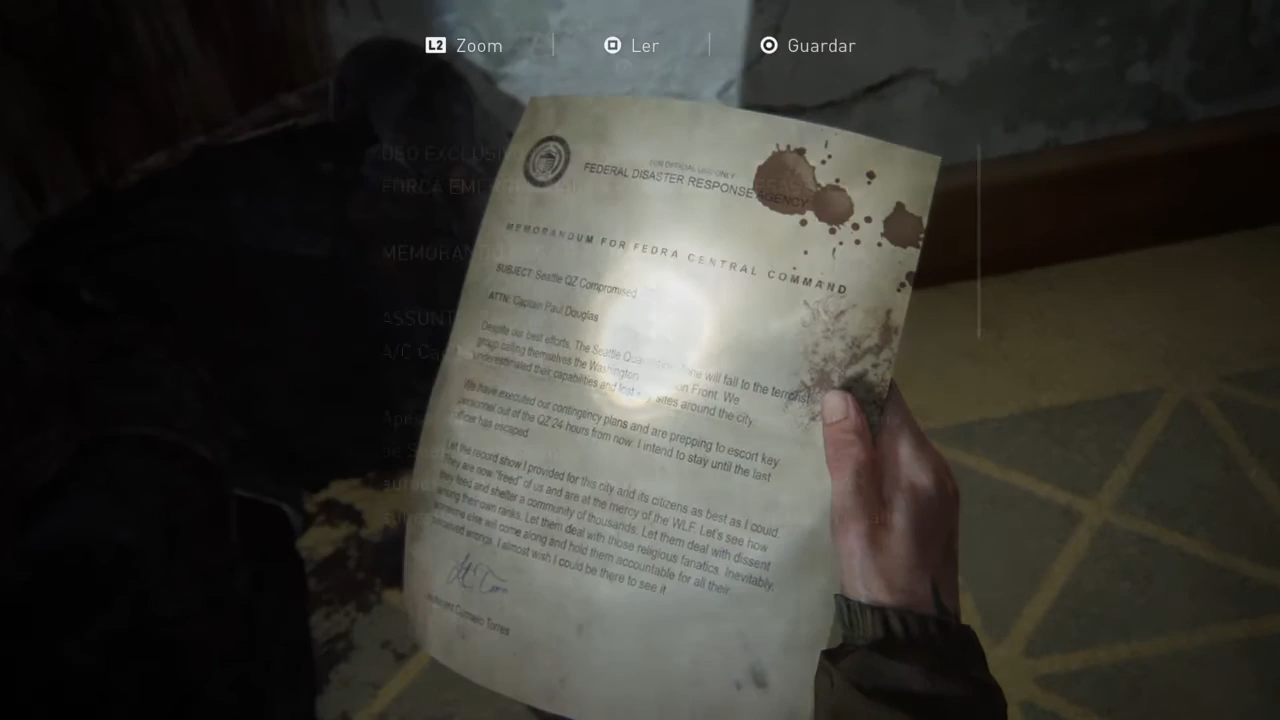 L2 Zoom
Ler
Guardar
FOR OFFICIAL USE ONLY
FEDERAL DISASTER RESPONSE AGENCY
MEMORANDUM FOR FEDRA CENTRAL COMMAND
SUBJECT: Seattle QZ Compromised
ATTN: Captain Paul Douglas
Despite our best efforts. The Seattle Zone will fall to the terrorist
group calling themselves the Washington Front. We
underestimated their capabilities and lost sites around the city.
We have executed our contingency plans and are prepping to escort key
personnel out of the QZ 24 hours from now. I intend to stay until the last
officer has escaped.
Let the record show I provided for this city and its citizens as best as I could.
They are now "freed" of us and are at the mercy of the WLF. Let's see how
they feed and shelter a community of thousands. Let them deal with dissent
among their own ranks. Let them deal with those religious fanatics. Inevitably,
someone else will come along and hold them accountable for all their
perceived wrongs. I almost wish I could be there to see it.
Lieutenant Carmelo Torres
MEMORANDU
ASSUNT
A/C